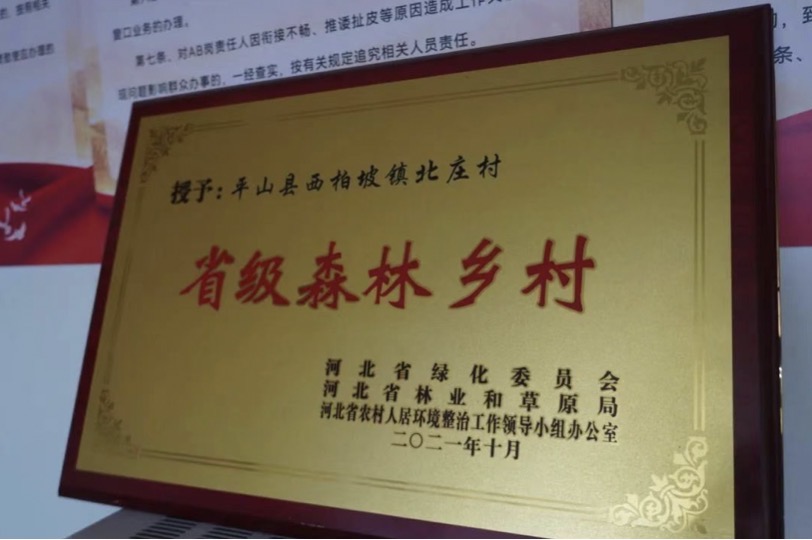 窗口业务的办理。
第七条、对AB岗责任人因衔接不畅、推诿扯皮等原因造成工作
现问题影响群众办事的，一经查实，按有关规定追究相关人员责任。
授予：平山县西柏坡镇北庄村
省级森林乡村
河北省绿化委员会
河北省林业和草原局
河北省农村人居环境整治工作领导小组办公室
二〇二一年十月